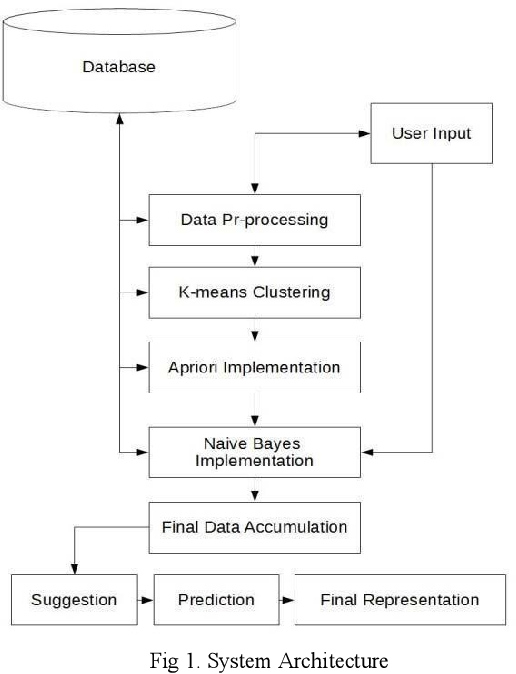 Database
User Input
Data Pr-processing
K-means Clustering
Apriori Implementation
Naive Bayes
Implementation
Final Data Accumulation
Suggestion
Prediction
Final Representation
Fig 1. System Architecture